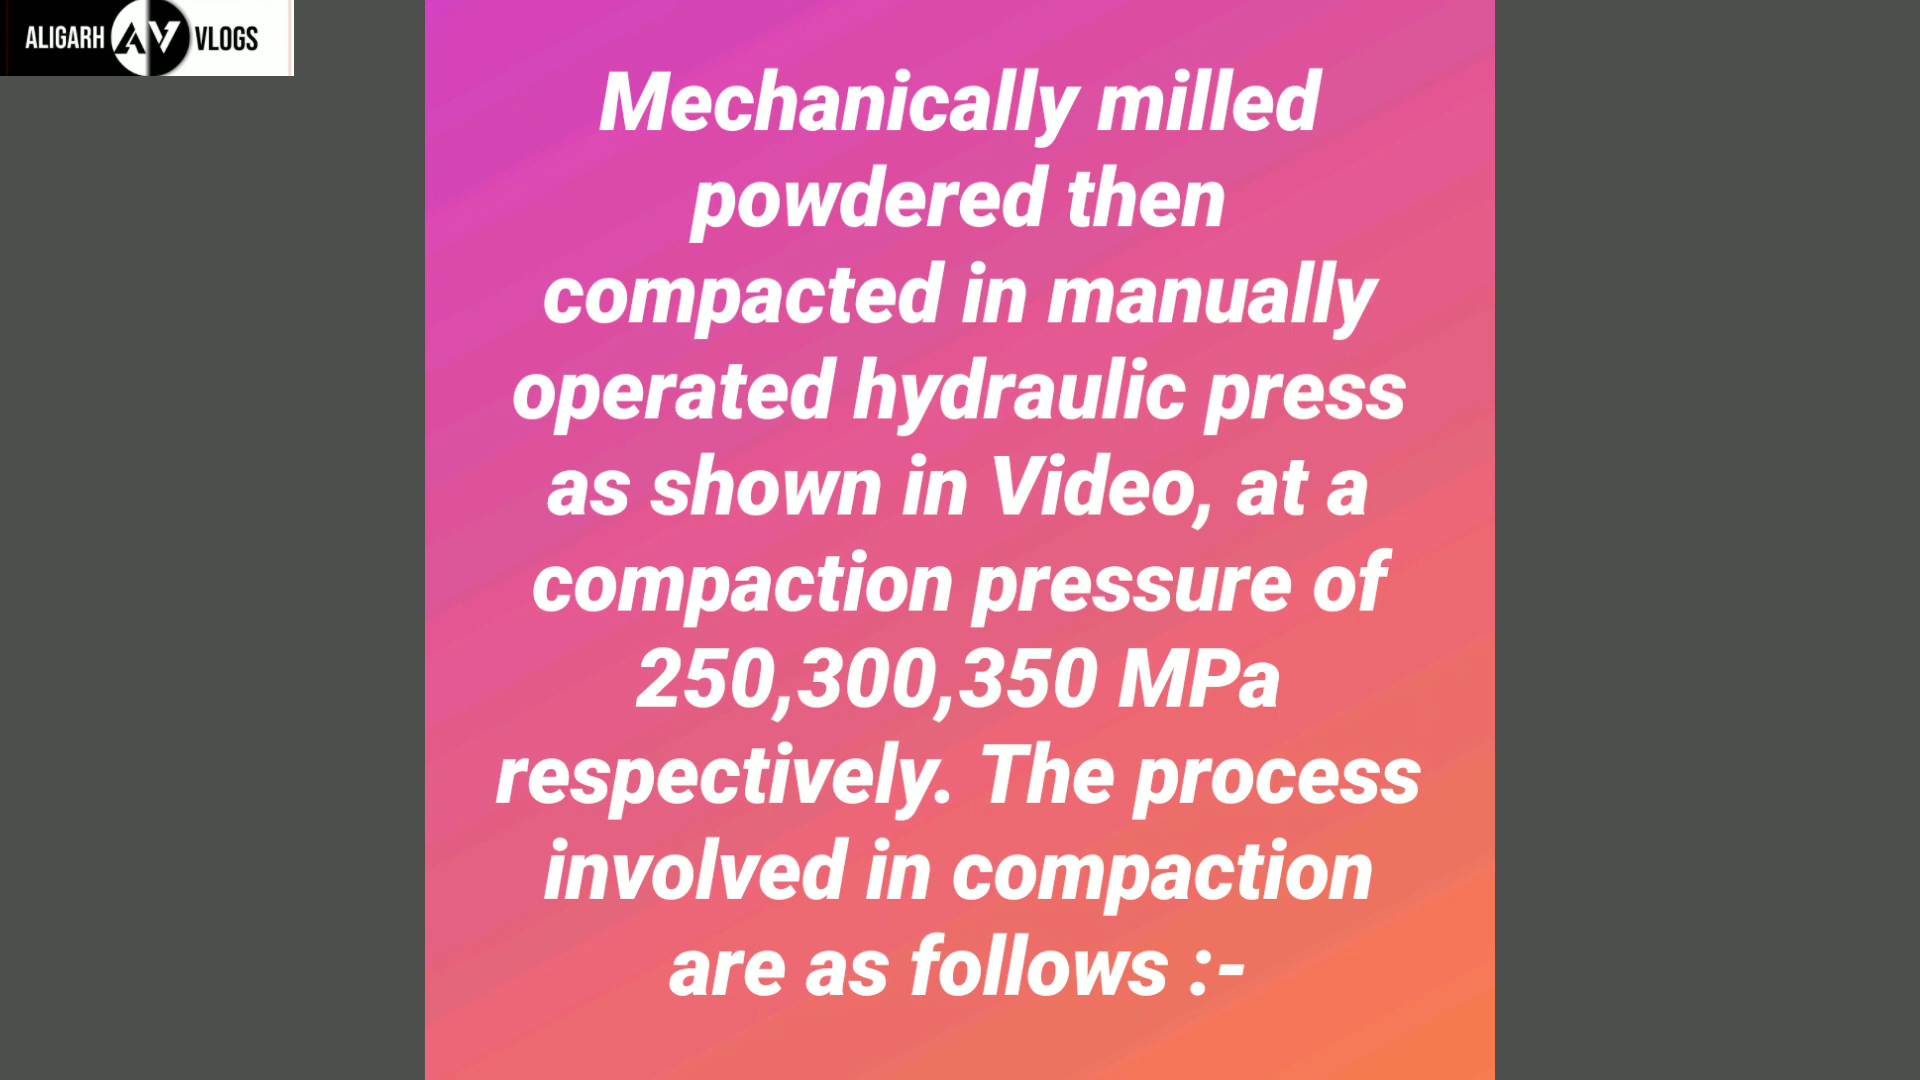 ALIGARH AV VLOGS
Mechanically milled
powdered then
compacted in manually
operated hydraulic press
as shown in Video, at a
compaction pressure of
250,300,350 MPa
respectively. The process
involved in compaction
are as follows :-